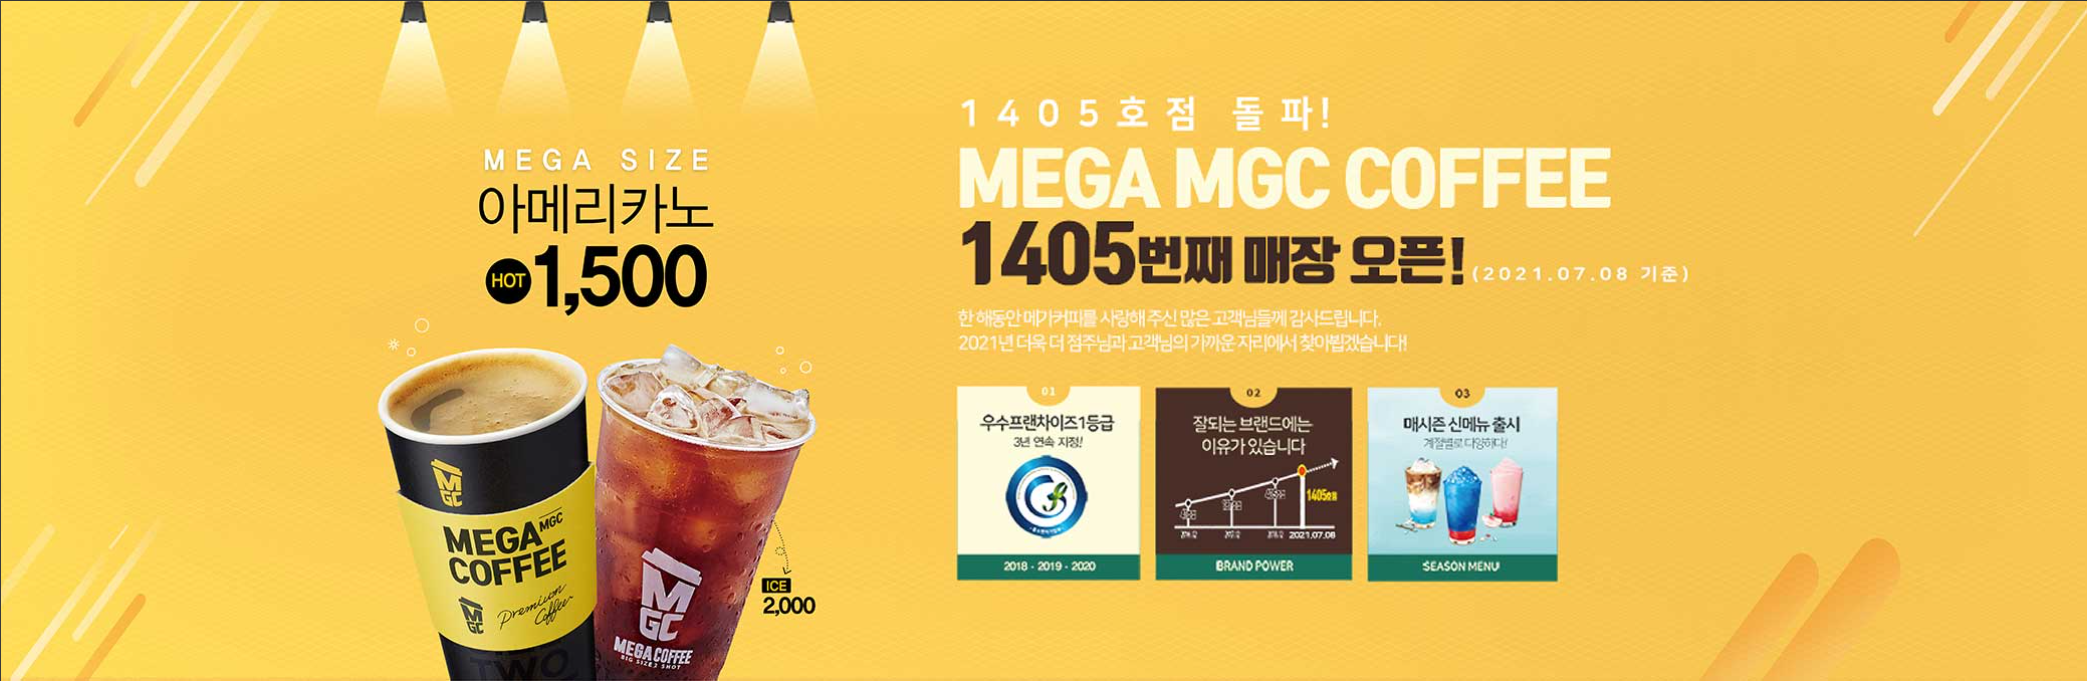 MEGA SIZE
아메리카노
HOT 1,500
MGC
MEGA MGC
COFFEE
MGC
Premium
Coffee
TWO
MGC
MEGA COFFEE
BIG SIZE 2 SHOT
ICE
2,000
1405호점 돌파!
MEGA MGC COFFEE
1405번째 매장 오픈! (2021.07.08 기준)
한 해동안 메가커피를 사랑해 주신 많은 고객님들께 감사드립니다.
2021년 더욱 더 점주님과 고객님의 가까운 자리에서 찾아뵙겠습니다!
01
우수프랜차이즈1등급
3년 연속 지정!
2018 - 2019 - 2020
02
잘되는 브랜드에는
이유가 있습니다
1405호점
2021.07.08
BRAND POWER
03
매시즌 신메뉴 출시
계절별로 다양하다!
SEASON MENU